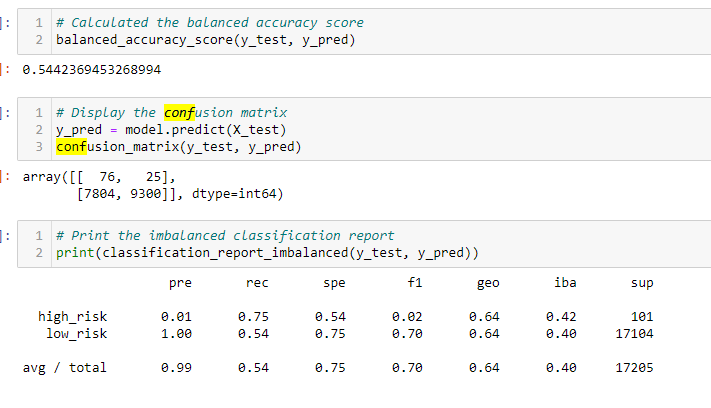 ]: 1 # Calculated the balanced accuracy score
2 balanced_accuracy_score(y_test, y_pred)
]: 0.5442369453268994
]: 1 # Display the confusion matrix
2 y_pred = model.predict(X_test)
3 confusion_matrix(y_test, y_pred)
]: array([[ 76, 25],
[7804, 9300]], dtype=int64)
]: 1 # Print the imbalanced classification report
2 print(classification_report_imbalanced(y_test, y_pred))
pre rec spe f1 geo iba sup
high_risk 0.01 0.75 0.54 0.02 0.64 0.42 101
low_risk 1.00 0.54 0.75 0.70 0.64 0.40 17104
avg / total 0.99 0.54 0.75 0.70 0.64 0.40 17205